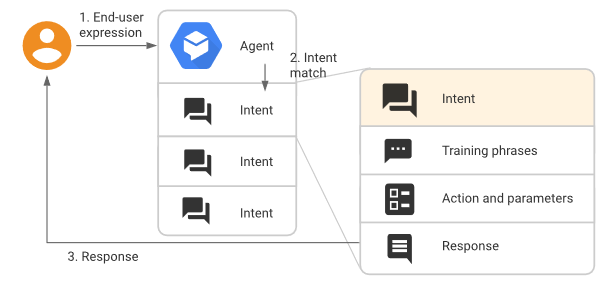 1. End-user
expression
Agent
2. Intent
match
Intent
Intent
Intent
Intent
Training phrases
Action and parameters
Response
3. Response